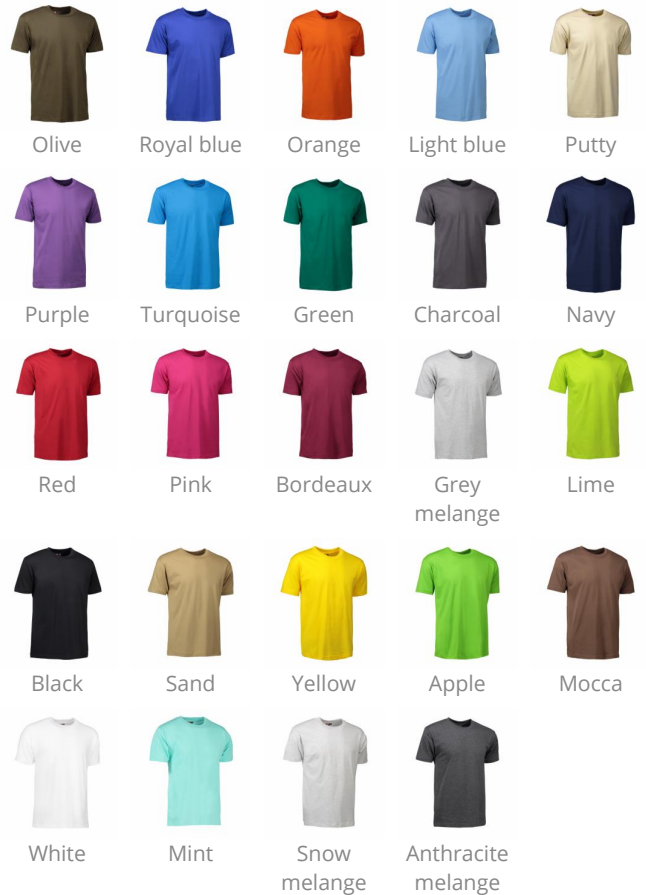 Olive
Royal blue
Orange
Light blue
Putty
Purple
Turquoise
Green
Charcoal
Navy
Red
Pink
Bordeaux
Grey
melange
Lime
Black
Sand
Yellow
Apple
Mocca
White
Mint
Snow
melange
Anthracite
melange